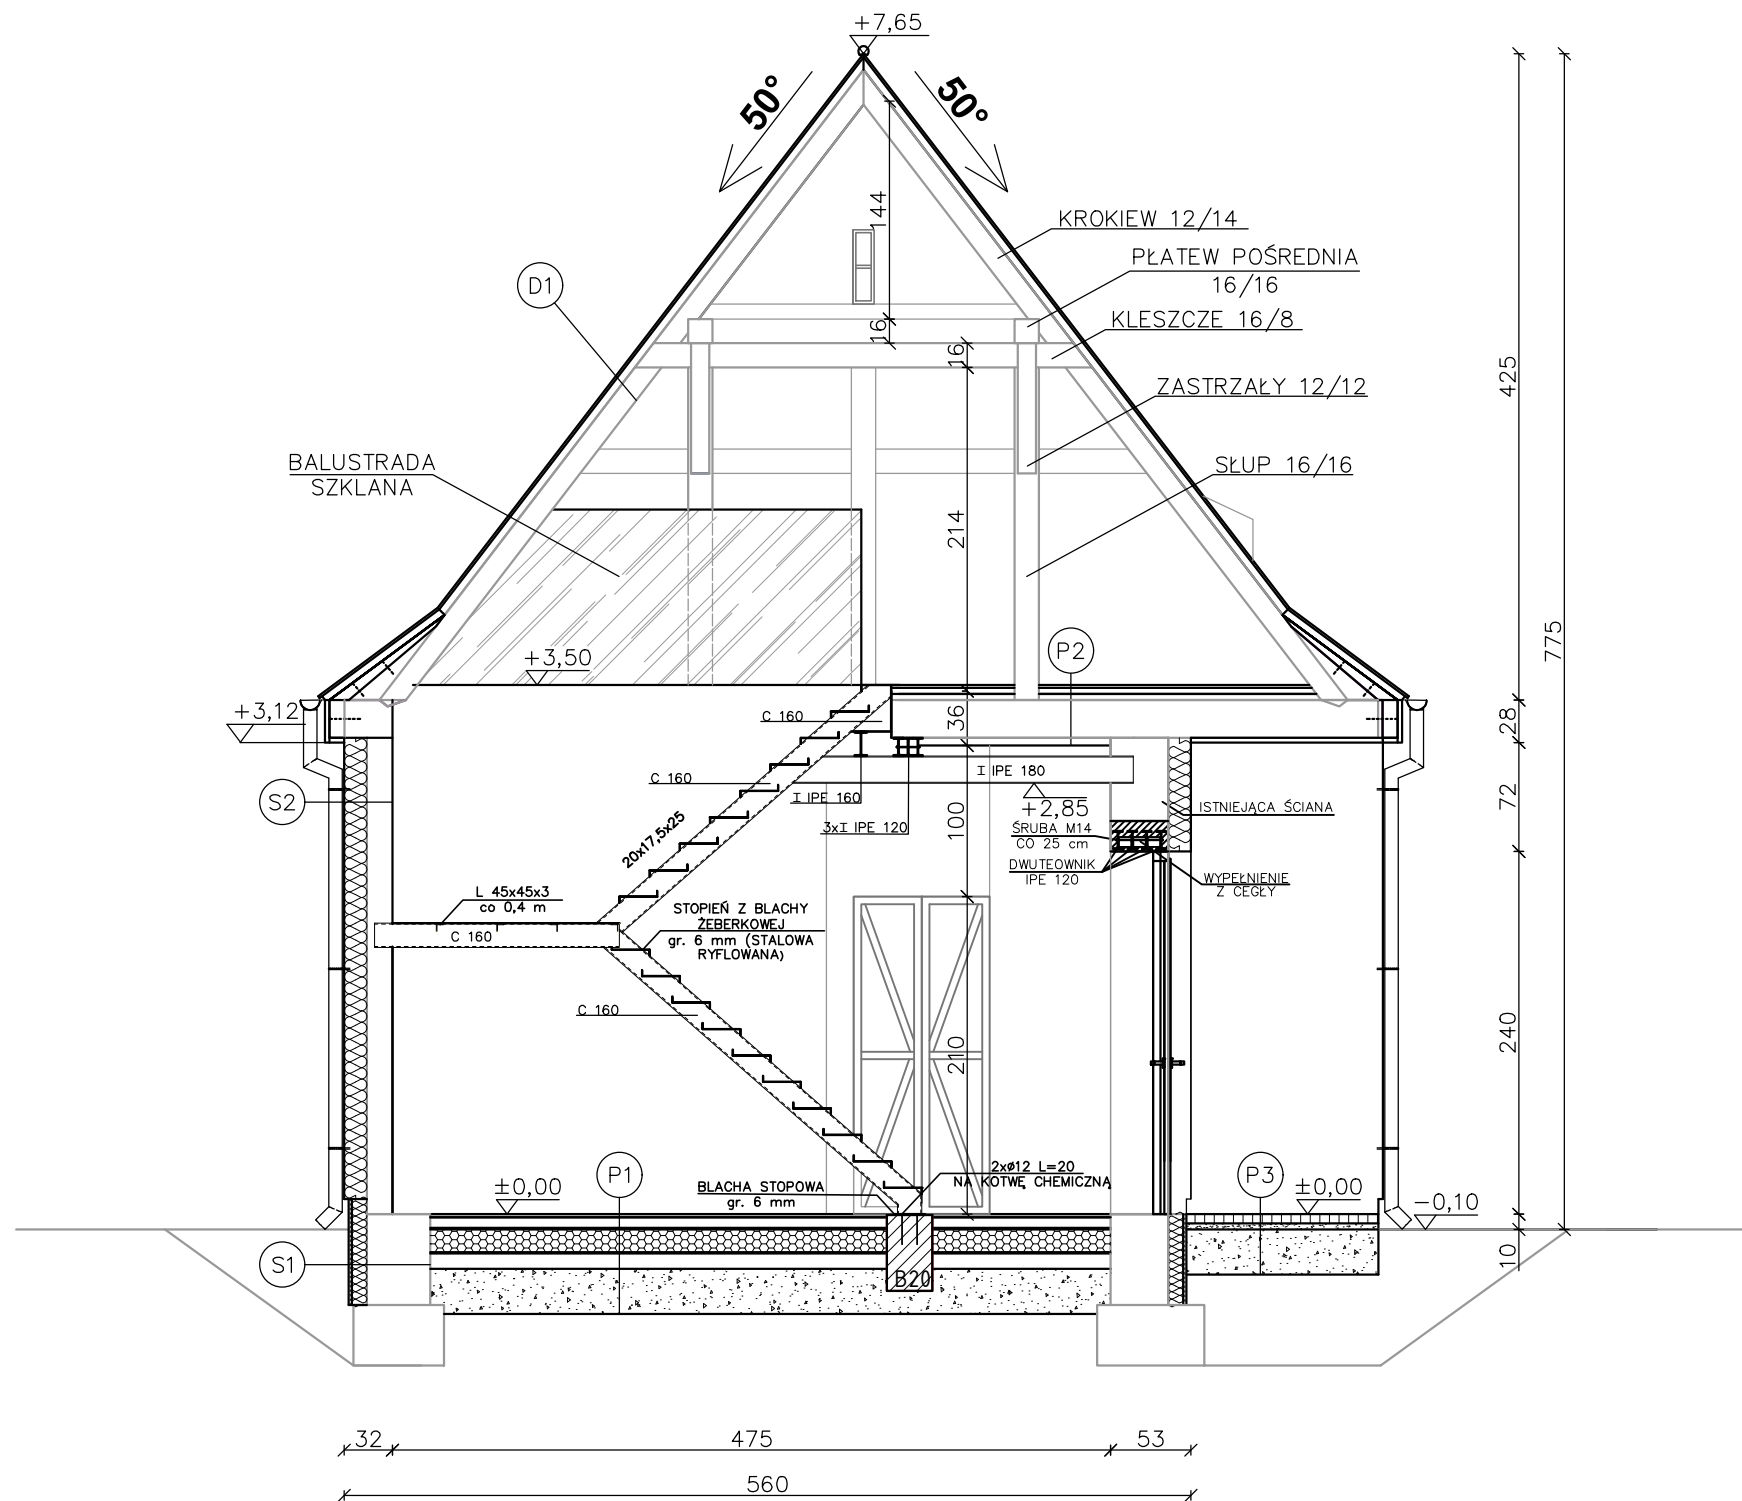 +7,65
50°
50°
144
KROKIEW 12/14
PŁATEW POŚREDNIA
16/16
D1
16
KLESZCZE 16/8
16
ZASTRZAŁY 12/12
425
BALUSTRADA
SZKLANA
SŁUP 16/16
214
775
+3,50
P2
+3,12
C 160
36
28
C 160
I IPE 180
S2
I IPE 160
+2,85
ISTNIEJĄCA ŚCIANA
72
3xI IPE 120
100
ŚRUBA M14
CO 25 cm
20x17,5x25
DWUTEOWNIK
IPE 120
WYPEŁNIENIE
Z CEGŁY
L 45x45x3
co 0,4 m
STOPIEŃ Z BLACHY
ŻEBERKOWEJ
gr. 6 mm (STALOWA
RYFLOWANA)
C 160
C 160
210
240
P1
2xø12 L=20
NA KOTWĘ CHEMICZNĄ
P3
±0,00
BLACHA STOPOWA
gr. 6 mm
±0,00
-0,10
S1
B20
10
32
475
53
560